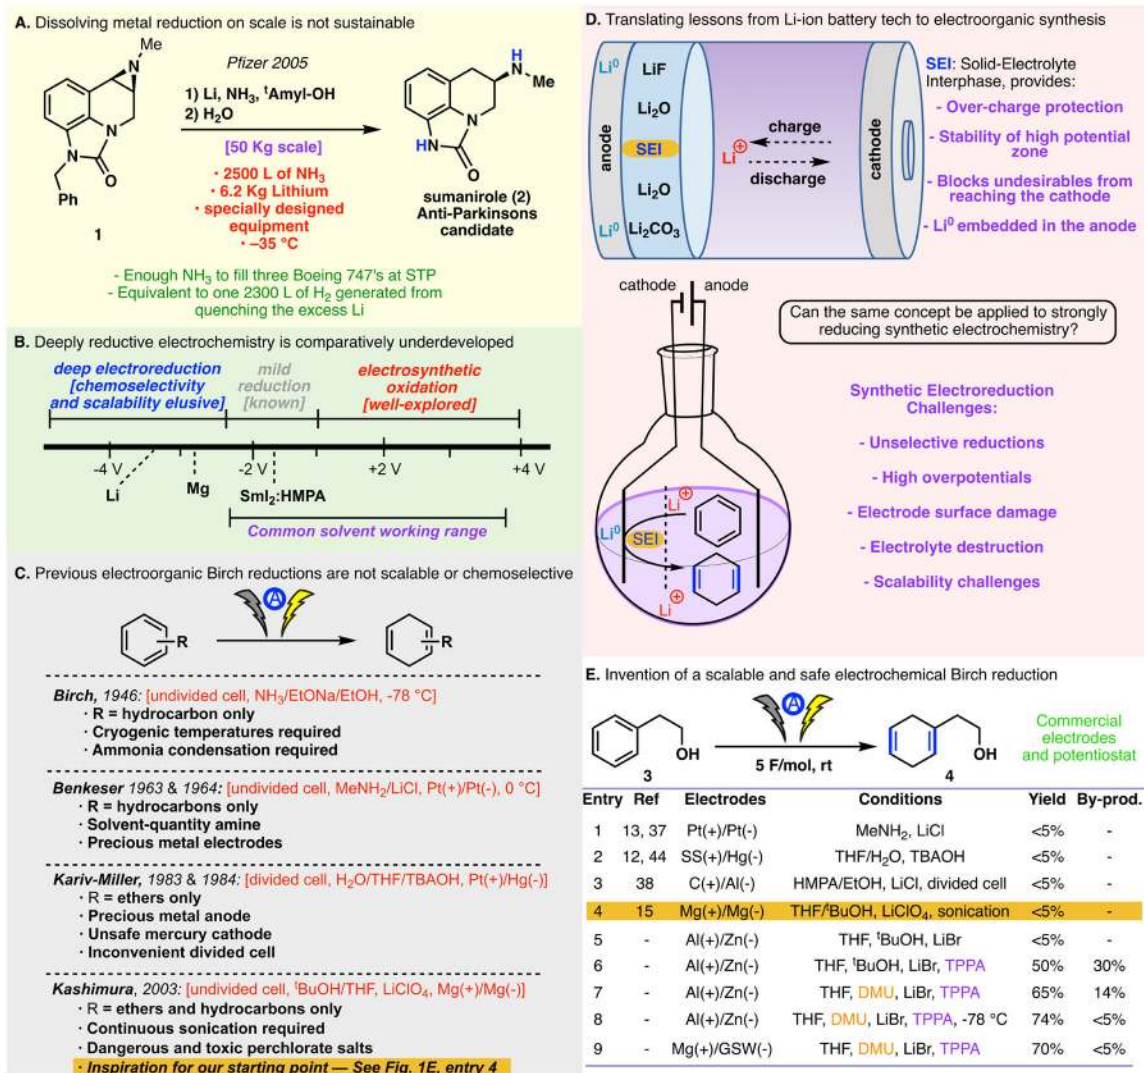 A. Dissolving metal reduction on scale is not sustainable
Me
N
N
N
O
Ph
1
Pfizer 2005
1) Li, NH₃, ᵗAmyl-OH
2) H₂O
[50 Kg scale]
· 2500 L of NH₃
· 6.2 Kg Lithium
· specially designed
equipment
· –35 °C
H
N
Me
N
HN
O
sumanirole (2)
Anti-Parkinsons
candidate
- Enough NH₃ to fill three Boeing 747's at STP
- Equivalent to one 2300 L of H₂ generated from
quenching the excess Li
B. Deeply reductive electrochemistry is comparatively underdeveloped
deep electroreduction
[chemoselectivity
and scalability elusive]
mild
reduction
[known]
electrosynthetic
oxidation
[well-explored]
-4 V
-2 V
+2 V
+4 V
Li
Mg
SmI₂:HMPA
Common solvent working range
C. Previous electroorganic Birch reductions are not scalable or chemoselective
A
R
R
Birch, 1946: [undivided cell, NH₃/EtONa/EtOH, -78 °C]
· R = hydrocarbon only
· Cryogenic temperatures required
· Ammonia condensation required
Benkeser 1963 & 1964: [undivided cell, MeNH₂/LiCl, Pt(+)/Pt(-), 0 °C]
· R = hydrocarbons only
· Solvent-quantity amine
· Precious metal electrodes
Kariv-Miller, 1983 & 1984: [divided cell, H₂O/THF/TBAOH, Pt(+)/Hg(-)]
· R = ethers only
· Precious metal anode
· Unsafe mercury cathode
· Inconvenient divided cell
Kashimura, 2003: [undivided cell, ᵗBuOH/THF, LiClO₄, Mg(+)/Mg(-)]
· R = ethers and hydrocarbons only
· Continuous sonication required
· Dangerous and toxic perchlorate salts
· Inspiration for our starting point — See Fig. 1E, entry 4
D. Translating lessons from Li-ion battery tech to electroorganic synthesis
Li⁰
anode
Li⁰
LiF
Li₂O
SEI
Li₂O
Li₂CO₃
Li⊕
charge
discharge
cathode
SEI: Solid-Electrolyte
Interphase, provides:
- Over-charge protection
- Stability of high potential
zone
- Blocks undesirables from
reaching the cathode
- Li⁰ embedded in the anode
cathode
anode
Li⁰
SEI
Li⊕
Li⊕
Can the same concept be applied to strongly
reducing synthetic electrochemistry?
Synthetic Electroreduction
Challenges:
- Unselective reductions
- High overpotentials
- Electrode surface damage
- Electrolyte destruction
- Scalability challenges
E. Invention of a scalable and safe electrochemical Birch reduction
OH
3
A
5 F/mol, rt
OH
4
Commercial
electrodes
and potentiostat
Entry Ref Electrodes Conditions Yield By-prod.
1 13, 37 Pt(+)/Pt(-) MeNH₂, LiCl <5% -
2 12, 44 SS(+)/Hg(-) THF/H₂O, TBAOH <5% -
3 38 C(+)/Al(-) HMPA/EtOH, LiCl, divided cell <5% -
4 15 Mg(+)/Mg(-) THF/ᵗBuOH, LiClO₄, sonication <5% -
5 - Al(+)/Zn(-) THF, ᵗBuOH, LiBr <5% -
6 - Al(+)/Zn(-) THF, ᵗBuOH, LiBr, TPPA 50% 30%
7 - Al(+)/Zn(-) THF, DMU, LiBr, TPPA 65% 14%
8 - Al(+)/Zn(-) THF, DMU, LiBr, TPPA, -78 °C 74% <5%
9 - Mg(+)/GSW(-) THF, DMU, LiBr, TPPA 70% <5%